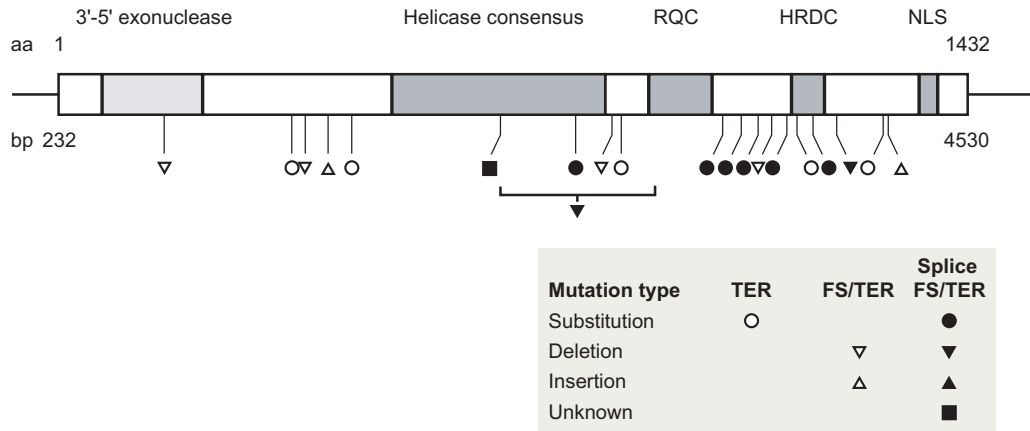 3'-5' exonuclease Helicase consensus RQC HRDC NLS
aa 1 1432
bp 232 4530
Splice
Mutation type TER FS/TER FS/TER
Substitution
Deletion
Insertion
Unknown